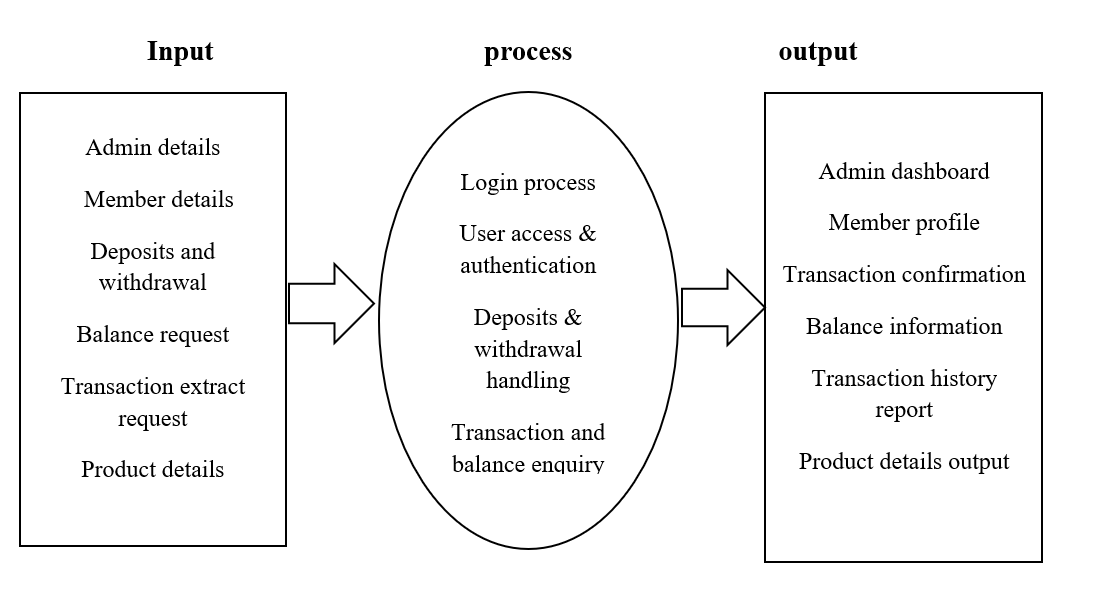 Input
process
output
Admin details
Member details
Deposits and
withdrawal
Balance request
Transaction extract
request
Product details
Login process
User access &
authentication
Deposits &
withdrawal
handling
Transaction and
balance enquiry
Admin dashboard
Member profile
Transaction confirmation
Balance information
Transaction history
report
Product details output